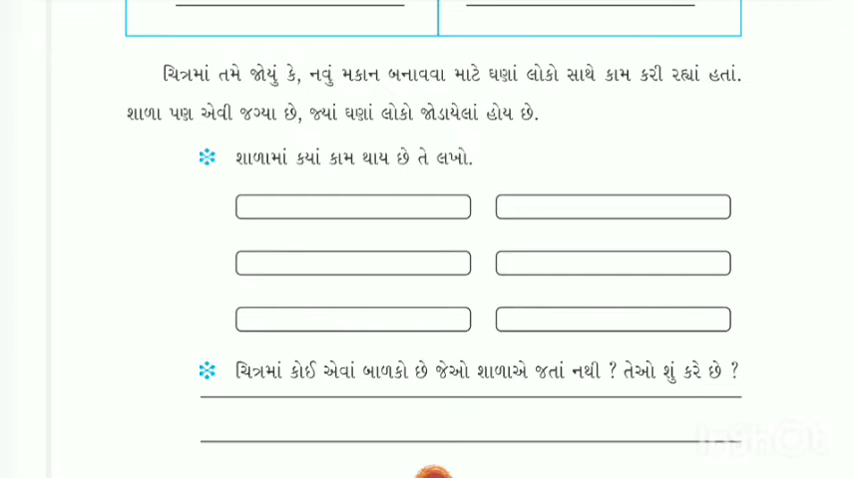 ચિત્રમાં તમે જોયું કે, નવું મકાન બનાવવા માટે ઘણાં લોકો સાથે કામ કરી રહ્યાં હતાં.
શાળા પણ એવી જગ્યા છે, જ્યાં ઘણાં લોકો જોડાયેલાં હોય છે.
શાળામાં કયાં કામ થાય છે તે લખો.
ચિત્રમાં કોઈ એવાં બાળકો છે જેઓ શાળાએ જતાં નથી ? તેઓ શું કરે છે ?